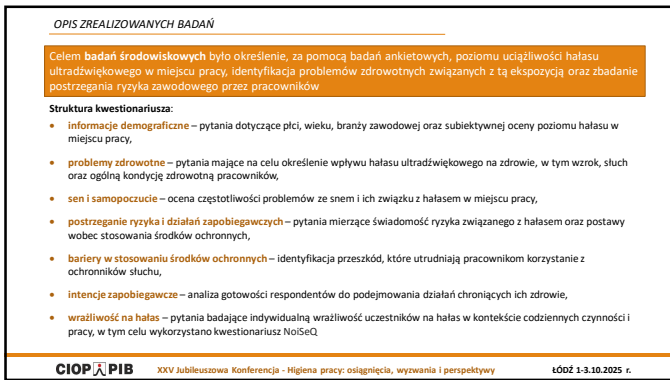 OPIS ZREALIZOWANYCH BADAŃ
Celem badań środowiskowych było określenie, za pomocą badań ankietowych, poziomu uciążliwości hałasu
ultradźwiękowego w miejscu pracy, identyfikacja problemów zdrowotnych związanych z tą ekspozycją oraz zbadanie
postrzegania ryzyka zawodowego przez pracowników
Struktura kwestionariusza:
• informacje demograficzne – pytania dotyczące płci, wieku, branży zawodowej oraz subiektywnej oceny poziomu hałasu w
miejscu pracy,
• problemy zdrowotne – pytania mające na celu określenie wpływu hałasu ultradźwiękowego na zdrowie, w tym wzrok, słuch
oraz ogólną kondycję zdrowotną pracowników,
• sen i samopoczucie – ocena częstotliwości problemów ze snem i ich związku z hałasem w miejscu pracy,
• postrzeganie ryzyka i działań zapobiegawczych – pytania mierzące świadomość ryzyka związanego z hałasem oraz postawy
wobec stosowania środków ochronnych,
• bariery w stosowaniu środków ochronnych – identyfikacja przeszkód, które utrudniają pracownikom korzystanie z
ochronników słuchu,
• intencje zapobiegawcze – analiza gotowości respondentów do podejmowania działań chroniących ich zdrowie,
• wrażliwość na hałas – pytania badające indywidualną wrażliwość uczestników na hałas w kontekście codziennych czynności i
pracy, w tym celu wykorzystano kwestionariusz NoiSeQ
CIOP PIB XXV Jubileuszowa Konferencja - Higiena pracy: osiągnięcia, wyzwania i perspektywy ŁÓDŹ 1-3.10.2025 r.